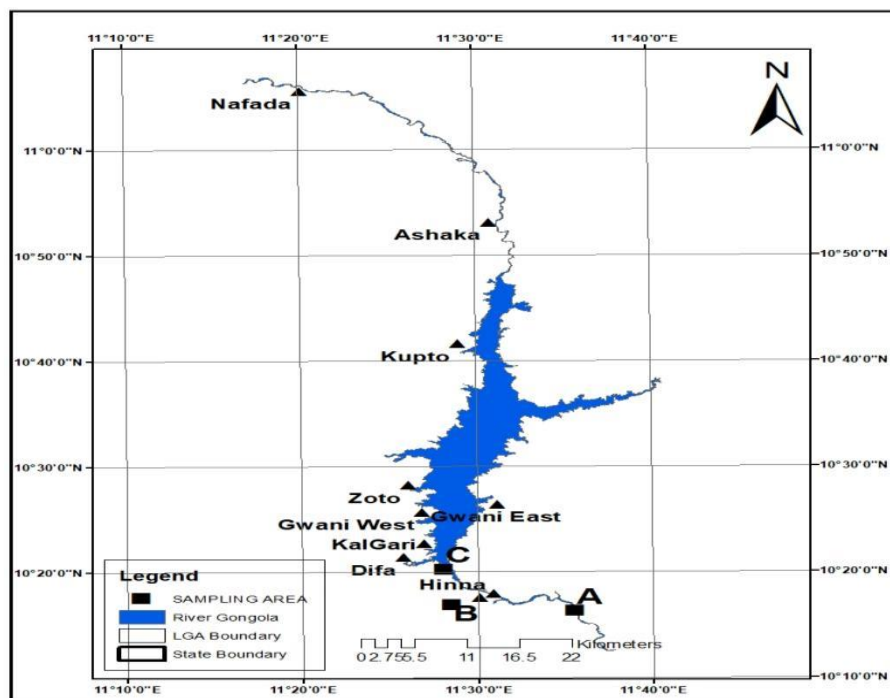 11°10'0"E 11°20'0"E 11°30'0"E 11°40'0"E
N
Nafada
11°0'0"N 11°0'0"N
Ashaka
10°50'0"N 10°50'0"N
Kupto
10°40'0"N 10°40'0"N
10°30'0"N 10°30'0"N
Zoto
Gwani West Gwani East
KalGari C
Difa
10°20'0"N 10°20'0"N
Hinna
A
B
Legend
SAMPLING AREA
River Gongola
LGA Boundary
State Boundary
Kilometers
0 2.75 5.5 11 16.5 22
10°10'0"N
11°10'0"E 11°20'0"E 11°30'0"E 11°40'0"E